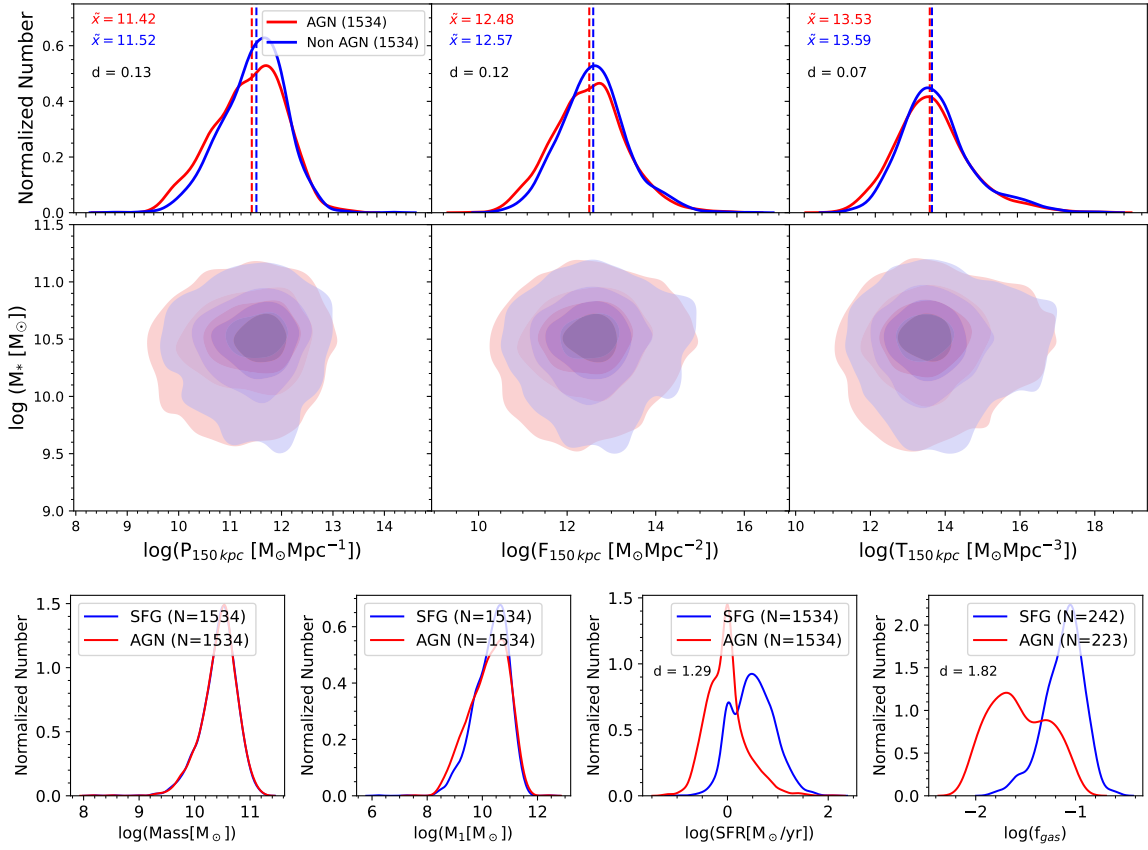 Normalized Number
0.6
0.4
0.2
0.0
x̃ = 11.42
x̃ = 11.52
d = 0.13
AGN (1534)
Non AGN (1534)
x̃ = 12.48
x̃ = 12.57
d = 0.12
x̃ = 13.53
x̃ = 13.59
d = 0.07
log (M* [M⊙])
11.5
11.0
10.5
10.0
9.5
9.0
8 9 10 11 12 13 14
10 12 14 16
10 11 12 13 14 15 16 17 18 19
log(P150 kpc [M⊙Mpc−1])
log(F150 kpc [M⊙Mpc−2])
log(T150 kpc [M⊙Mpc−3])
Normalized Number
1.5
1.0
0.5
0.0
SFG (N=1534)
AGN (N=1534)
8 9 10 11
log(Mass[M⊙])
Normalized Number
0.6
0.4
0.2
0.0
SFG (N=1534)
AGN (N=1534)
6 8 10 12
log(M1[M⊙])
Normalized Number
1.5
1.0
0.5
0.0
SFG (N=1534)
AGN (N=1534)
d = 1.29
0 2
log(SFR[M⊙/yr])
Normalized Number
2.0
1.5
1.0
0.5
0.0
SFG (N=242)
AGN (N=223)
d = 1.82
−2 −1
log(fgas)